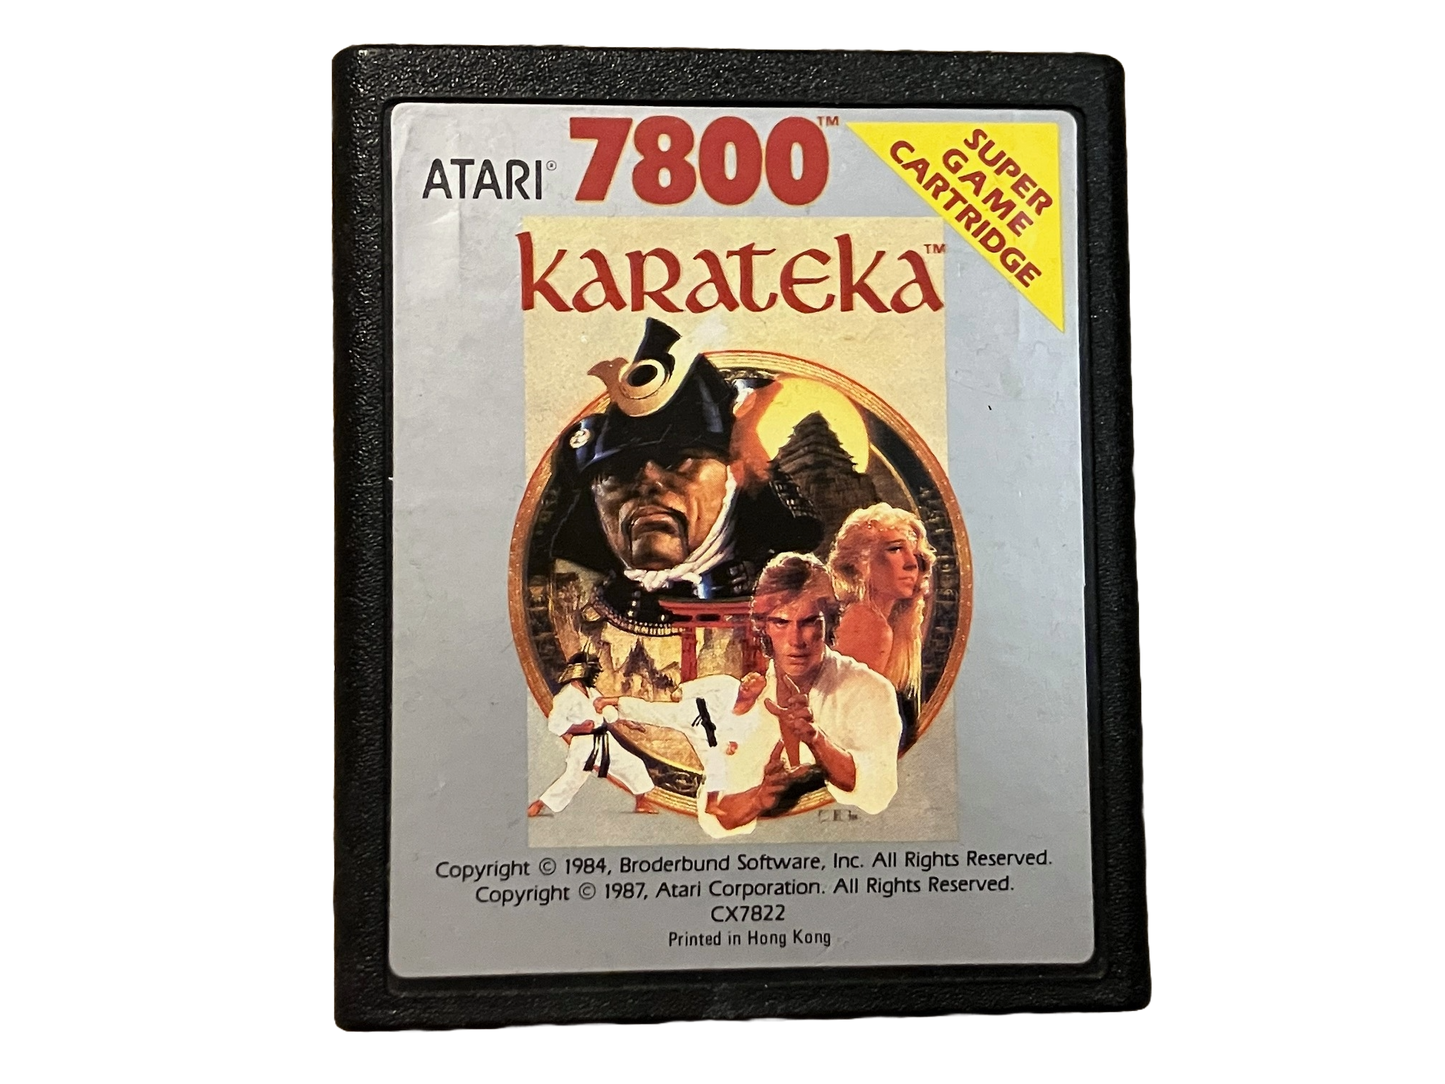 ATARI® 7800™
SUPER
GAME
CARTRIDGE
KARATEKA™
Copyright © 1984, Broderbund Software, Inc. All Rights Reserved.
Copyright © 1987, Atari Corporation. All Rights Reserved.
CX7822
Printed in Hong Kong